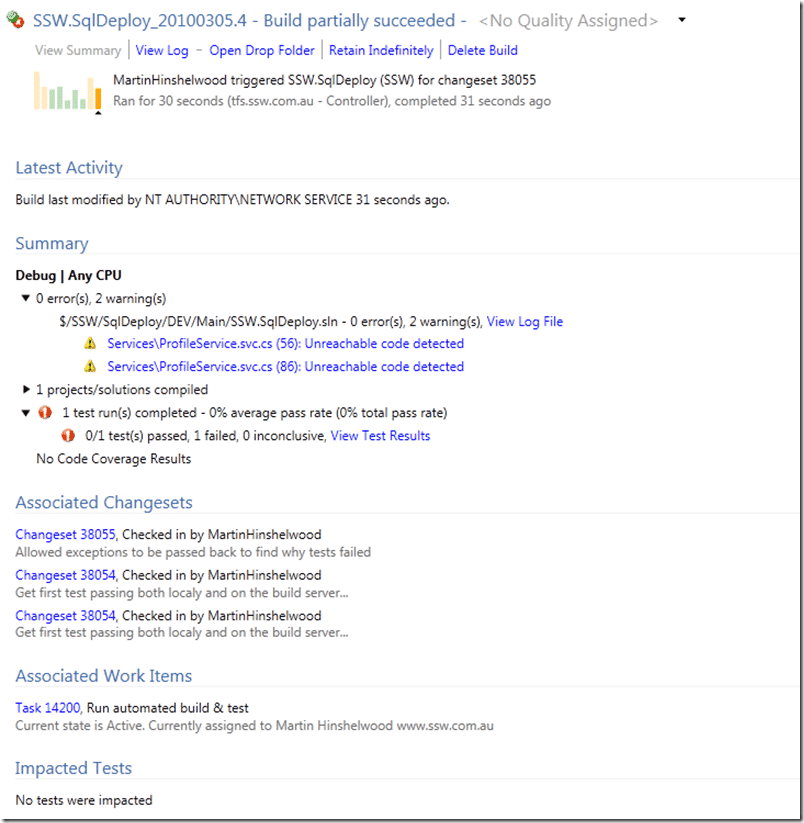 SSW.SqlDeploy_20100305.4 - Build partially succeeded - <No Quality Assigned>
View Summary | View Log - Open Drop Folder | Retain Indefinitely | Delete Build
MartinHinshelwood triggered SSW.SqlDeploy (SSW) for changeset 38055
Ran for 30 seconds (tfs.ssw.com.au - Controller), completed 31 seconds ago
Latest Activity
Build last modified by NT AUTHORITY\NETWORK SERVICE 31 seconds ago.
Summary
Debug | Any CPU
0 error(s), 2 warning(s)
$/SSW/SqlDeploy/DEV/Main/SSW.SqlDeploy.sln - 0 error(s), 2 warning(s), View Log File
Services\ProfileService.svc.cs (56): Unreachable code detected
Services\ProfileService.svc.cs (86): Unreachable code detected
1 projects/solutions compiled
1 test run(s) completed - 0% average pass rate (0% total pass rate)
0/1 test(s) passed, 1 failed, 0 inconclusive, View Test Results
No Code Coverage Results
Associated Changesets
Changeset 38055, Checked in by MartinHinshelwood
Allowed exceptions to be passed back to find why tests failed
Changeset 38054, Checked in by MartinHinshelwood
Get first test passing both localy and on the build server...
Changeset 38054, Checked in by MartinHinshelwood
Get first test passing both localy and on the build server...
Associated Work Items
Task 14200, Run automated build & test
Current state is Active. Currently assigned to Martin Hinshelwood www.ssw.com.au
Impacted Tests
No tests were impacted